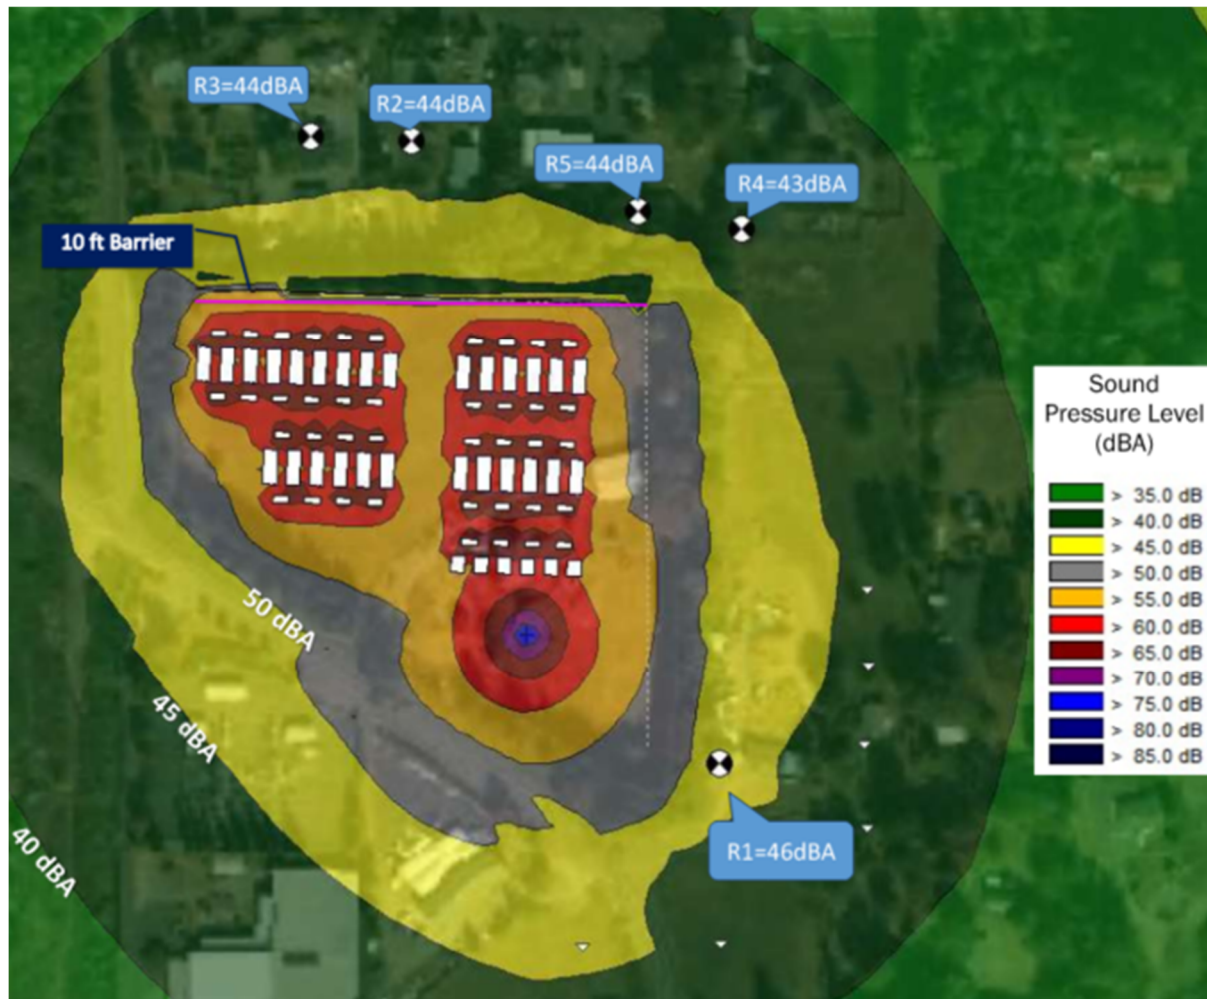 R3=44dBA
R2=44dBA
R5=44dBA
R4=43dBA
10 ft Barrier
50 dBA
45 dBA
40 dBA
R1=46dBA
Sound
Pressure Level
(dBA)
> 35.0 dB
> 40.0 dB
> 45.0 dB
> 50.0 dB
> 55.0 dB
> 60.0 dB
> 65.0 dB
> 70.0 dB
> 75.0 dB
> 80.0 dB
> 85.0 dB